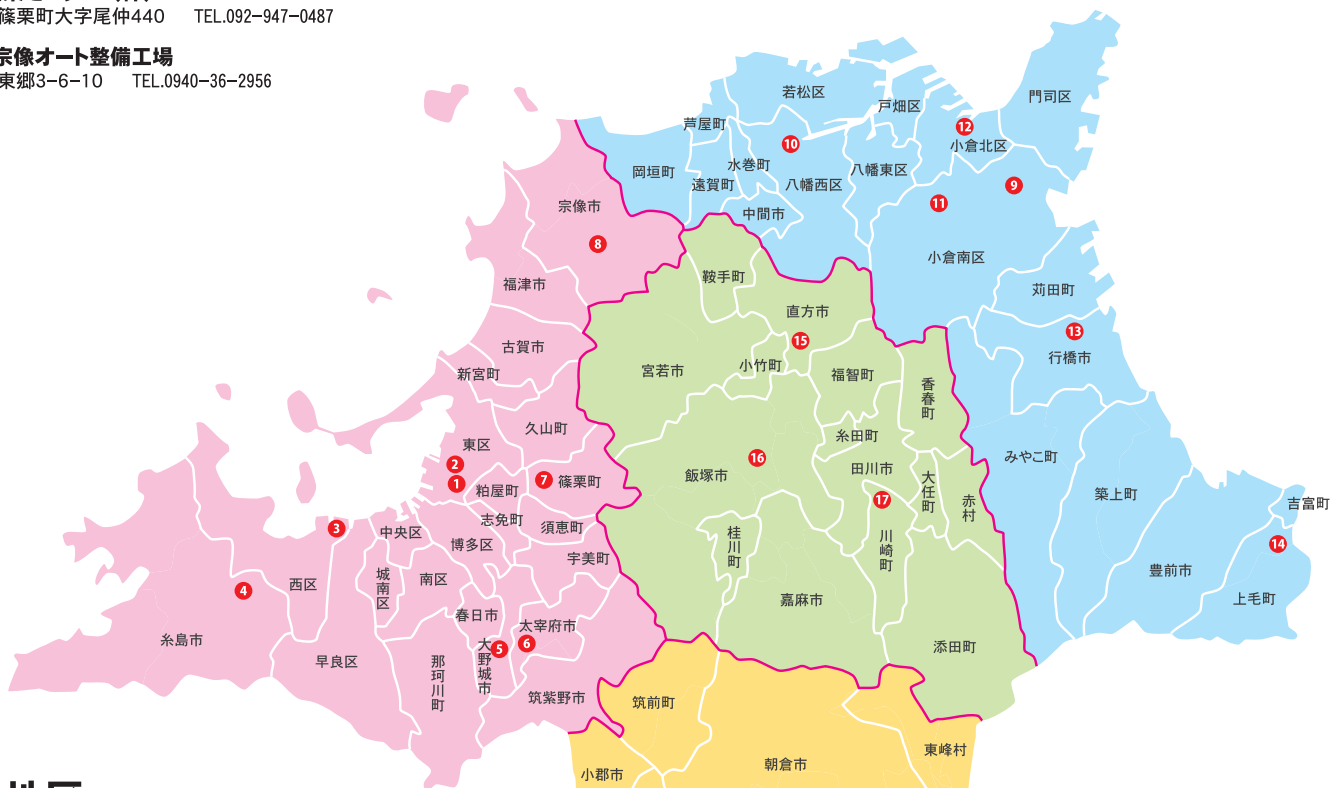 篠栗町大字尾仲440 TEL.092-947-0487
宗像オート整備工場
東郷3-6-10 TEL.0940-36-2956
若松区
戸畑区
門司区
芦屋町
12
小倉北区
10
水巻町
岡垣町
遠賀町
八幡西区
八幡東区
9
11
中間市
宗像市
8
小倉南区
鞍手町
福津市
苅田町
直方市
13
15
行橋市
古賀市
小竹町
宮若市
新宮町
福智町
香春町
久山町
東区
糸田町
2
16
みやこ町
1
7
篠栗町
飯塚市
田川市
粕屋町
大任町
築上町
17
赤村
吉富町
志免町
3
須恵町
中央区
博多区
桂川町
川崎町
14
宇美町
豊前市
南区
城南区
西区
4
上毛町
嘉麻市
春日市
太宰府市
糸島市
6
5
大野城市
添田町
早良区
那珂川町
筑紫野市
筑前町
東峰村
朝倉市
小郡市